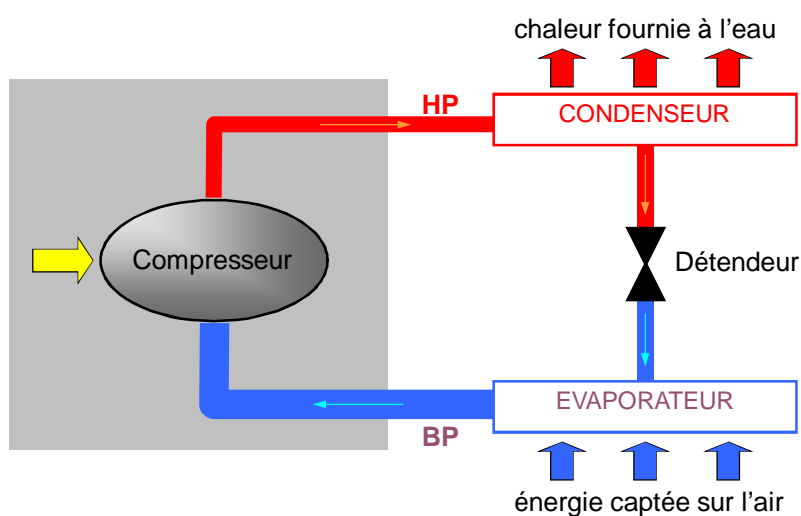 chaleur fournie à l'eau
HP
CONDENSEUR
Compresseur
Détendeur
EVAPORATEUR
BP
énergie captée sur l'air